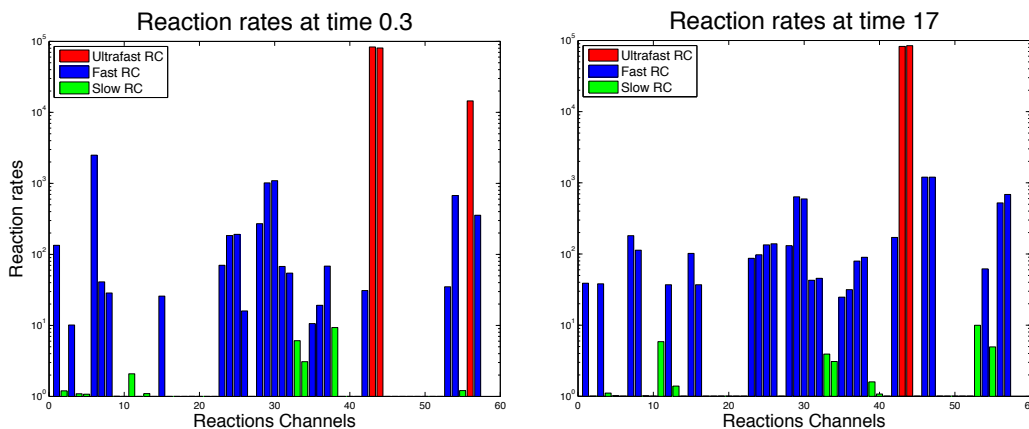 Reaction rates at time 0.3
10^5
10^4
10^3
10^2
10^1
10^0
Reaction rates
Ultrafast RC
Fast RC
Slow RC
0 10 20 30 40 50 60
Reactions Channels
Reaction rates at time 17
10^5
10^4
10^3
10^2
10^1
10^0
Ultrafast RC
Fast RC
Slow RC
0 10 20 30 40 50 60
Reactions Channels